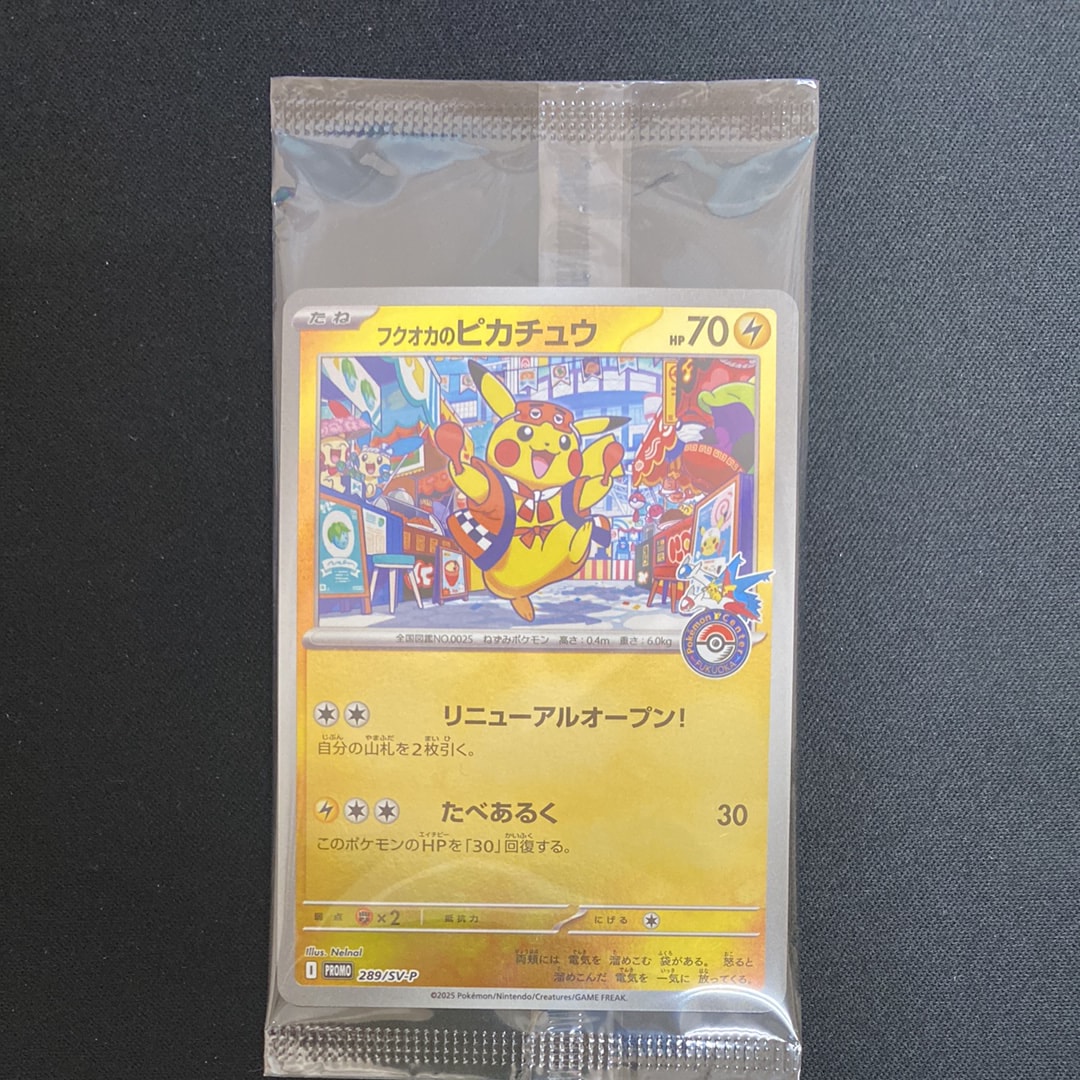 たね フクオカのピカチュウ HP70
Pokémon Center
FUKUOKA
全国図鑑NO.0025 ねずみポケモン 高さ:0.4m 重さ:6.0kg
リニューアルオープン!
自分の山札を2枚引く。
たべあるく 30
このポケモンのHPを「30」回復する。
弱点 ×2 抵抗力 にげる
Illus. Nelnal
I PROMO 289/SV-P
両頬には 電気を 溜めこむ 袋がある。 怒ると
溜めこんだ 電気を 一気に 放ってくる。
©2025 Pokémon/Nintendo/Creatures/GAME FREAK.